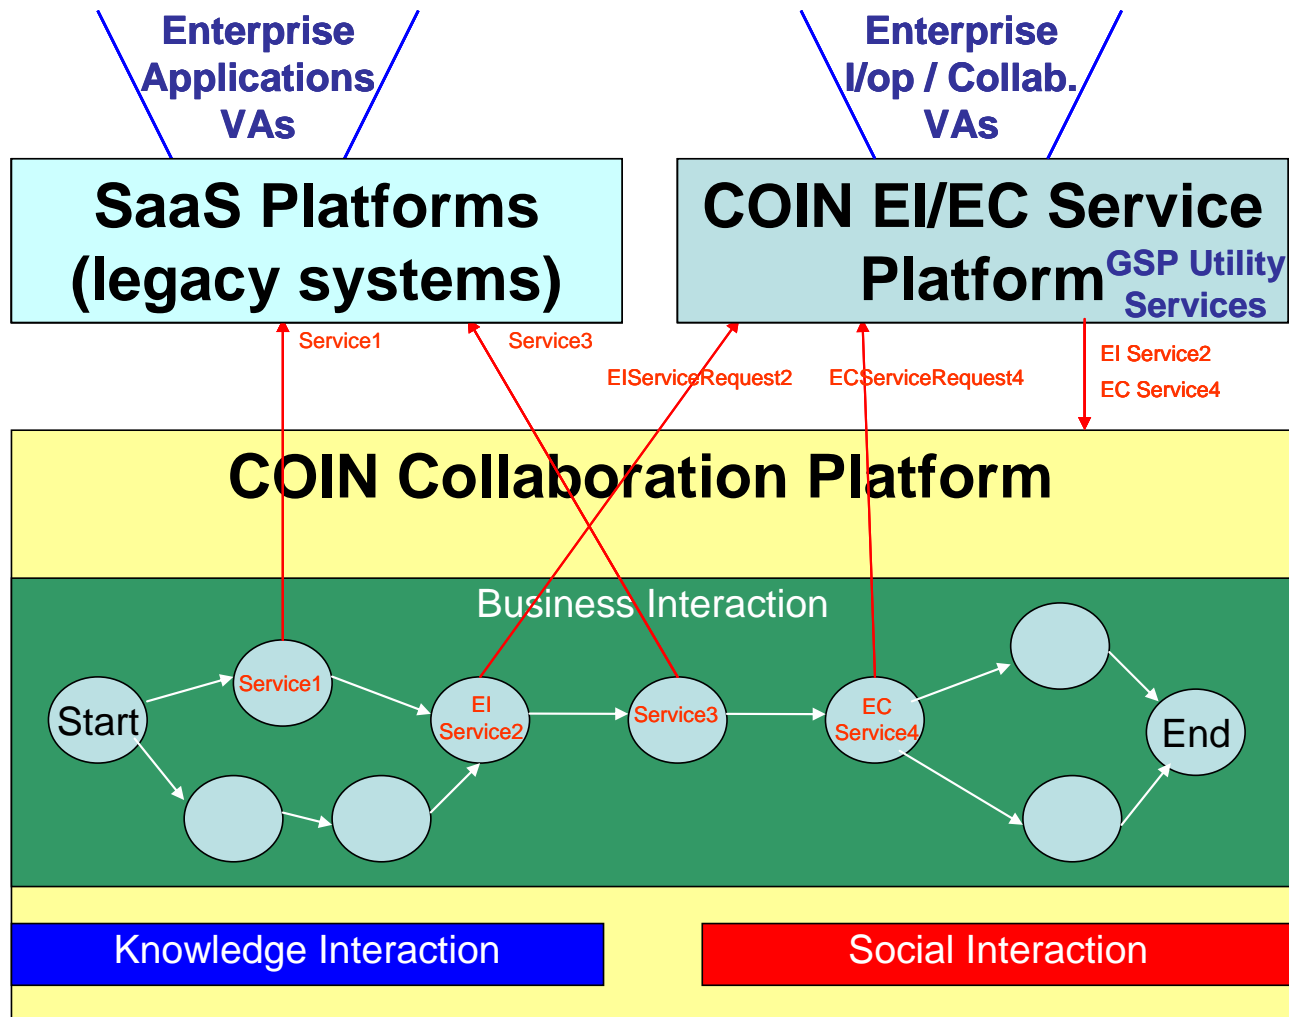 Enterprise
Applications
VAs
Enterprise
I/op / Collab.
VAs
SaaS Platforms
(legacy systems)
COIN EI/EC Service
Platform
GSP Utility
Services
Service1
Service3
EIServiceRequest2
ECServiceRequest4
EI Service2
EC Service4
COIN Collaboration Platform
Business Interaction
Start
Service1
EI
Service2
Service3
EC
Service4
End
Knowledge Interaction
Social Interaction